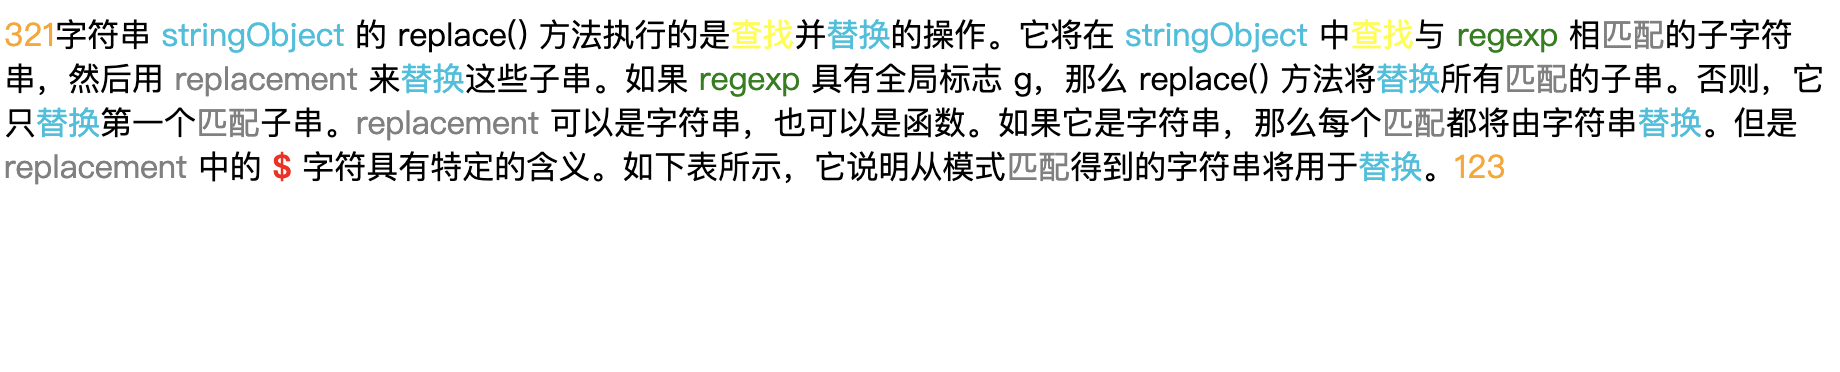 321字符串 stringObject 的 replace() 方法执行的是查找并替换的操作。它将在 stringObject 中查找与 regexp 相匹配的子字符
串，然后用 replacement 来替换这些子串。如果 regexp 具有全局标志 g，那么 replace() 方法将替换所有匹配的子串。否则，它
只替换第一个匹配子串。replacement 可以是字符串，也可以是函数。如果它是字符串，那么每个匹配都将由字符串替换。但是
replacement 中的 $ 字符具有特定的含义。如下表所示，它说明从模式匹配得到的字符串将用于替换。123